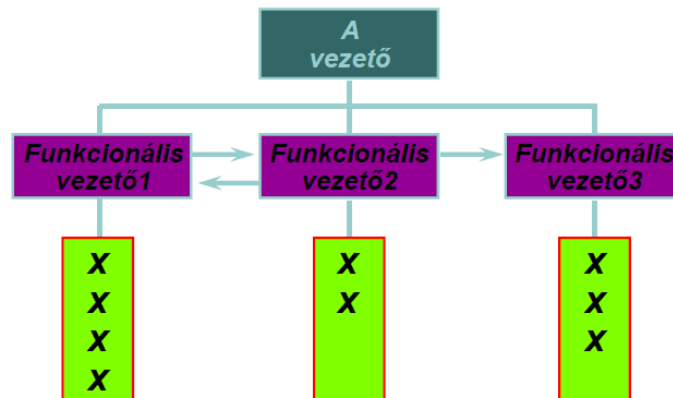 A
vezető
Funkcionális
vezető1
Funkcionális
vezető2
Funkcionális
vezető3
X
X
X
X
X
X
X
X
X